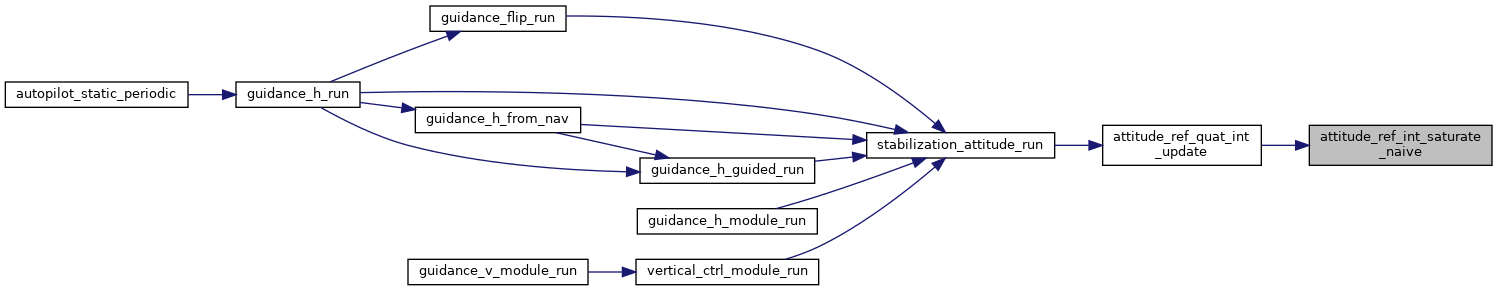 guidance_flip_run
autopilot_static_periodic
guidance_h_run
guidance_h_from_nav
stabilization_attitude_run
attitude_ref_quat_int
_update
attitude_ref_int_saturate
_naive
guidance_h_guided_run
guidance_h_module_run
guidance_v_module_run
vertical_ctrl_module_run